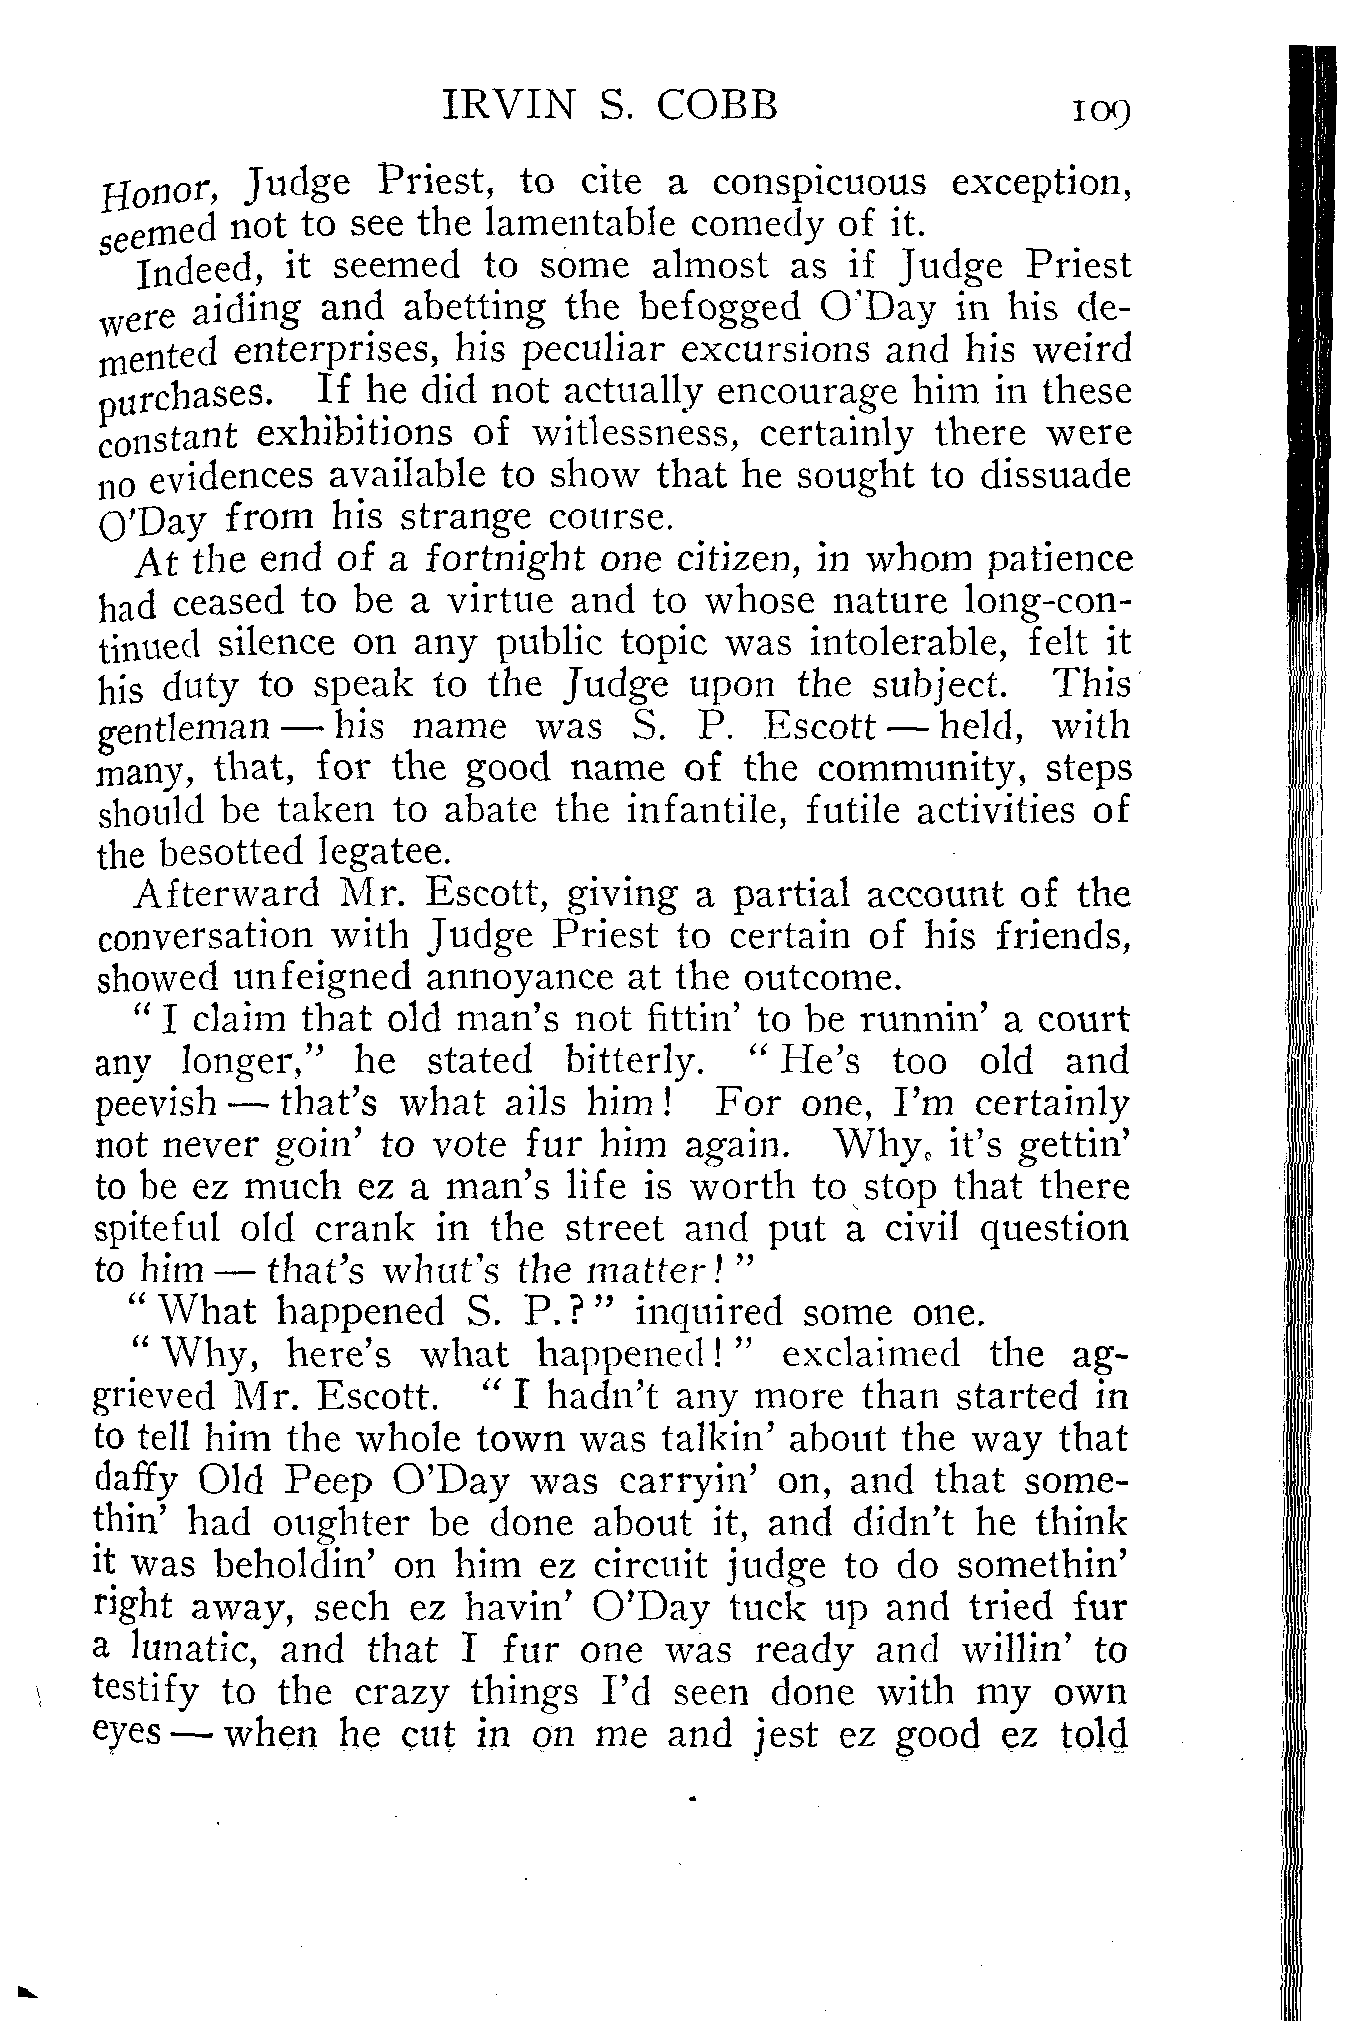 IRVIN S. COBB 109
Honor, Judge Priest, to cite a conspicuous exception,
seemed not to see the lamentable comedy of it.
Indeed, it seemed to some almost as if Judge Priest
were aiding and abetting the befogged O'Day in his de-
mented enterprises, his peculiar excursions and his weird
purchases. If he did not actually encourage him in these
constant exhibitions of witlessness, certainly there were
no evidences available to show that he sought to dissuade
O'Day from his strange course.
At the end of a fortnight one citizen, in whom patience
had ceased to be a virtue and to whose nature long-con-
tinued silence on any public topic was intolerable, felt it
his duty to speak to the Judge upon the subject. This
gentleman — his name was S. P. Escott — held, with
many, that, for the good name of the community, steps
should be taken to abate the infantile, futile activities of
the besotted legatee.
Afterward Mr. Escott, giving a partial account of the
conversation with Judge Priest to certain of his friends,
showed unfeigned annoyance at the outcome.
" I claim that old man's not fittin' to be runnin' a court
any longer," he stated bitterly. " He's too old and
peevish — that's what ails him! For one, I'm certainly
not never goin' to vote fur him again. Why, it's gettin'
to be ez much ez a man's life is worth to stop that there
spiteful old crank in the street and put a civil question
to him — that's whut's the matter! "
" What happened S. P.? " inquired some one.
" Why, here's what happened! " exclaimed the ag-
grieved Mr. Escott. " I hadn't any more than started in
to tell him the whole town was talkin' about the way that
daffy Old Peep O'Day was carryin' on, and that some-
thin' had oughter be done about it, and didn't he think
it was beholdin' on him ez circuit judge to do somethin'
right away, sech ez havin' O'Day tuck up and tried fur
a lunatic, and that I fur one was ready and willin' to
testify to the crazy things I'd seen done with my own
eyes — when he cut in on me and jest ez good ez told